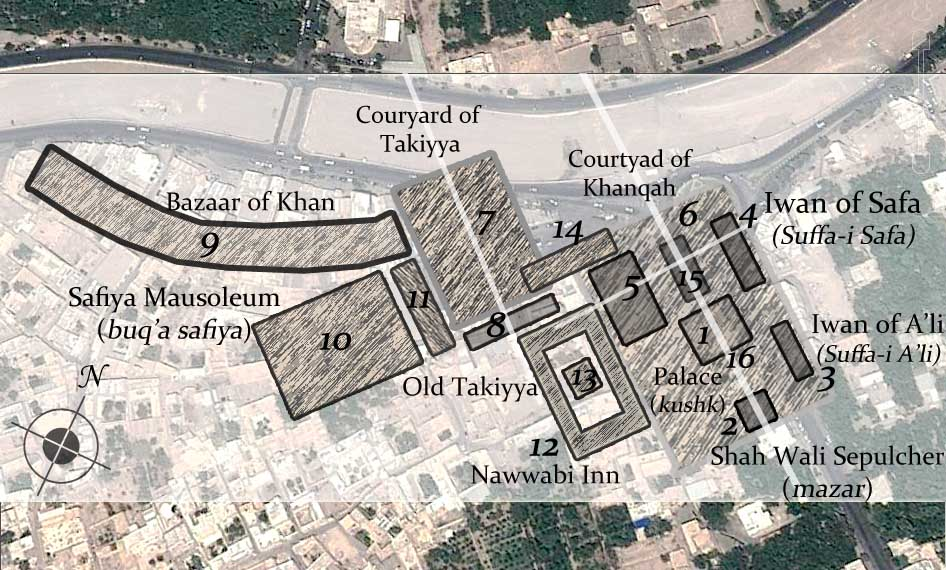 Couryard of
Takiyya
Courtyad of
Khanqah
Bazaar of Khan
9
7
14
6
4
Iwan of Safa
(Suffa-i Safa)
Safiya Mausoleum
(buq'a safiya)
10
11
8
5
15
1
16
Iwan of A'li
(Suffa-i A'li)
3
N
Old Takiyya
13
Palace
(kushk)
2
12
Nawwabi Inn
Shah Wali Sepulcher
(mazar)